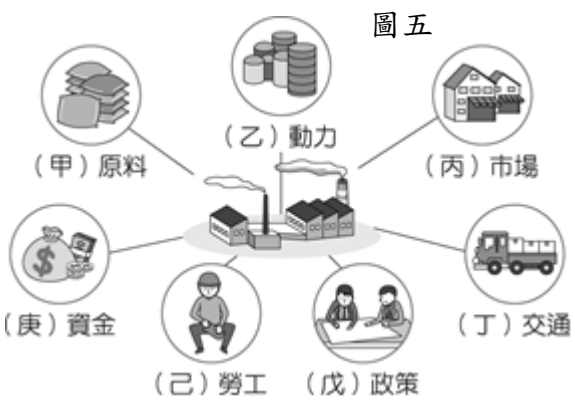 圖五
（乙）動力
（甲）原料
（丙）市場
（庚）資金
（丁）交通
（己）勞工
（戊）政策
$